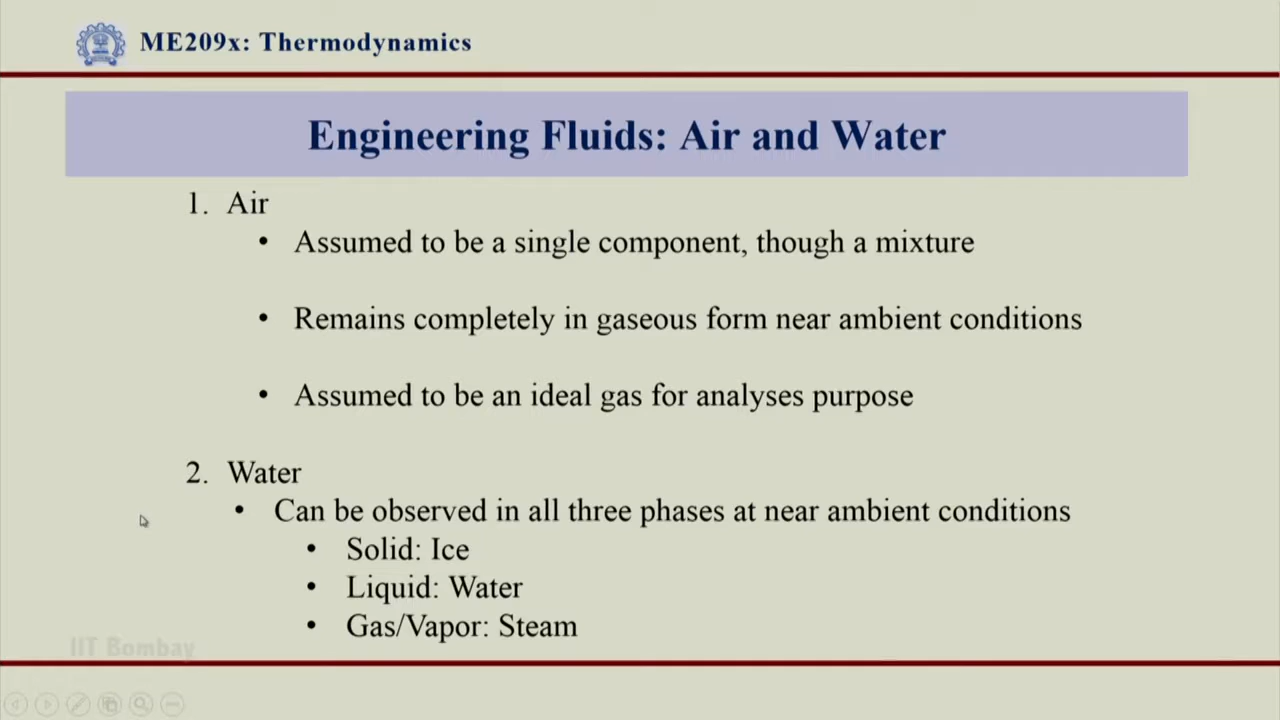 ME209x: Thermodynamics
Engineering Fluids: Air and Water
1. Air
• Assumed to be a single component, though a mixture
• Remains completely in gaseous form near ambient conditions
• Assumed to be an ideal gas for analyses purpose
2. Water
• Can be observed in all three phases at near ambient conditions
• Solid: Ice
• Liquid: Water
• Gas/Vapor: Steam
IIT Bombay